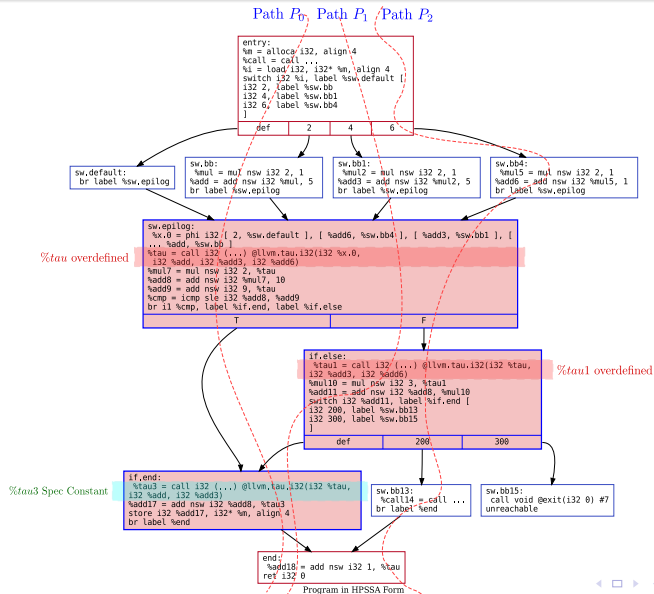 Path P0 Path P1 Path P2
entry:
%m = alloca i32, align 4
%call = call ...
%i = load i32, i32* %m, align 4
switch i32 %i, label %sw.default [
i32 2, label %sw.bb
i32 4, label %sw.bb1
i32 6, label %sw.bb4
]
def 2 4 6
sw.default:
br label %sw.epilog
sw.bb:
%mul = mul nsw i32 2, 1
%add = add nsw i32 %mul, 5
br label %sw.epilog
sw.bb1:
%mul2 = mul nsw i32 2, 1
%add3 = add nsw i32 %mul2, 5
br label %sw.epilog
sw.bb4:
%mul5 = mul nsw i32 2, 1
%add6 = add nsw i32 %mul5, 1
br label %sw.epilog
sw.epilog:
%x.0 = phi i32 [ 2, %sw.default ], [ %add6, %sw.bb4 ], [ %add3, %sw.bb1 ], [
... %add, %sw.bb ]
%tau = call i32 (...) @llvm.tau.i32(i32 %x.0,
i32 %add, i32 %add3, i32 %add6)
%mul7 = mul nsw i32 2, %tau
%add8 = add nsw i32 %mul7, 10
%add9 = add nsw i32 9, %tau
%cmp = icmp sle i32 %add8, %add9
br i1 %cmp, label %if.end, label %if.else
T F
%tau overdefined
if.else:
%tau1 = call i32 (...) @llvm.tau.i32(i32 %tau,
i32 %add3, i32 %add6)
%mul10 = mul nsw i32 3, %tau1
%add11 = add nsw i32 %add8, %mul10
switch i32 %add11, label %if.end [
i32 200, label %sw.bb13
i32 300, label %sw.bb15
]
def 200 300
%tau1 overdefined
if.end:
%tau3 = call i32 (...) @llvm.tau.i32(i32 %tau,
i32 %add, i32 %add3)
%add17 = add nsw i32 %add8, %tau3
store i32 %add17, i32* %m, align 4
br label %end
%tau3 Spec Constant
sw.bb13:
%call14 = call ...
br label %end
sw.bb15:
call void @exit(i32 0) #7
unreachable
end:
%add18 = add nsw i32 1, %tau
ret i32 0
Program in HPSSA Form